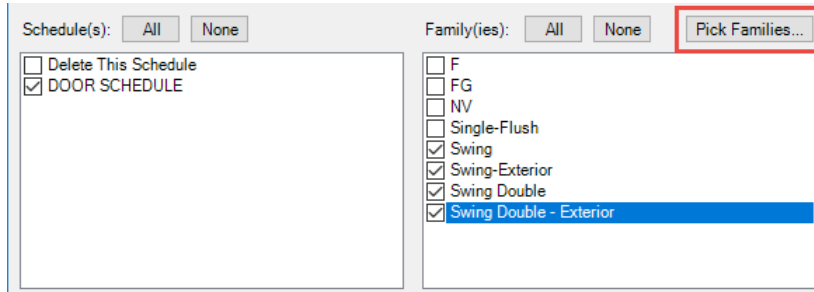 Schedule(s): All None
Delete This Schedule
DOOR SCHEDULE
Family(ies): All None Pick Families...
F
FG
NV
Single-Flush
Swing
Swing-Exterior
Swing Double
Swing Double - Exterior